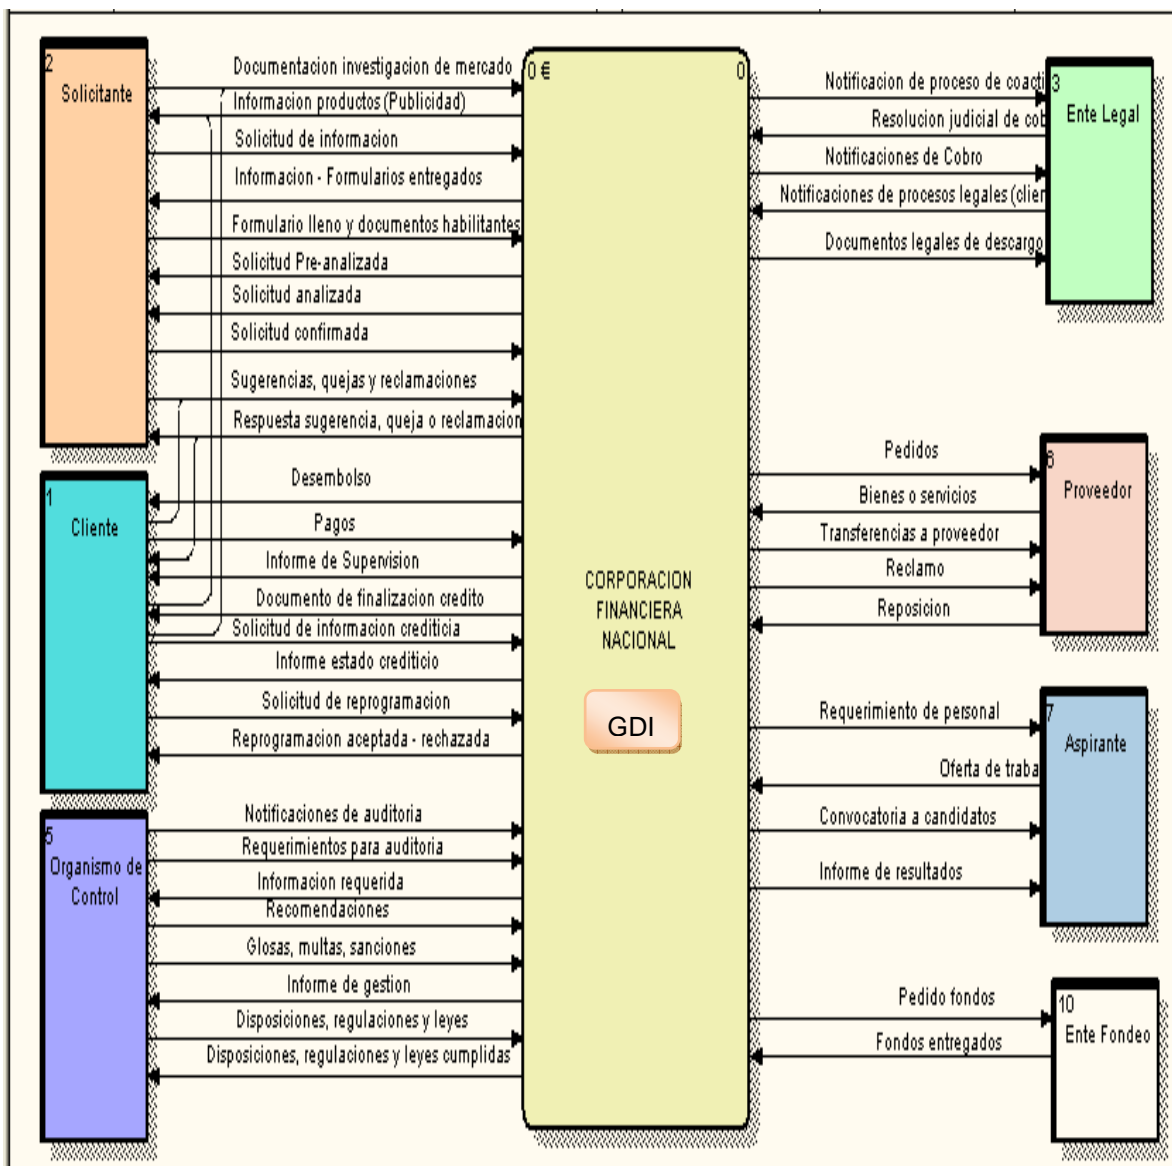 2
Solicitante
Documentacion investigacion de mercado
Informacion productos (Publicidad)
Solicitud de informacion
Informacion - Formularios entregados
Formulario lleno y documentos habilitantes
Solicitud Pre-analizada
Solicitud analizada
Solicitud confirmada
Sugerencias, quejas y reclamaciones
Respuesta sugerencia, queja o reclamacion
1
Cliente
Desembolso
Pagos
Informe de Supervision
Documento de finalizacion credito
Solicitud de informacion crediticia
Informe estado crediticio
Solicitud de reprogramacion
Reprogramacion aceptada - rechazada
5
Organismo de
Control
Notificaciones de auditoria
Requerimientos para auditoria
Informacion requerida
Recomendaciones
Glosas, multas, sanciones
Informe de gestion
Disposiciones, regulaciones y leyes
Disposiciones, regulaciones y leyes cumplidas
0 € 0
CORPORACION
FINANCIERA
NACIONAL
GDI
Notificacion de proceso de coacti
Resolucion judicial de cob
Notificaciones de Cobro
Notificaciones de procesos legales (clien
Documentos legales de descargo
3
Ente Legal
Pedidos
Bienes o servicios
Transferencias a proveedor
Reclamo
Reposicion
6
Proveedor
Requerimiento de personal
Oferta de traba
Convocatoria a candidatos
Informe de resultados
7
Aspirante
Pedido fondos
Fondos entregados
10
Ente Fondeo